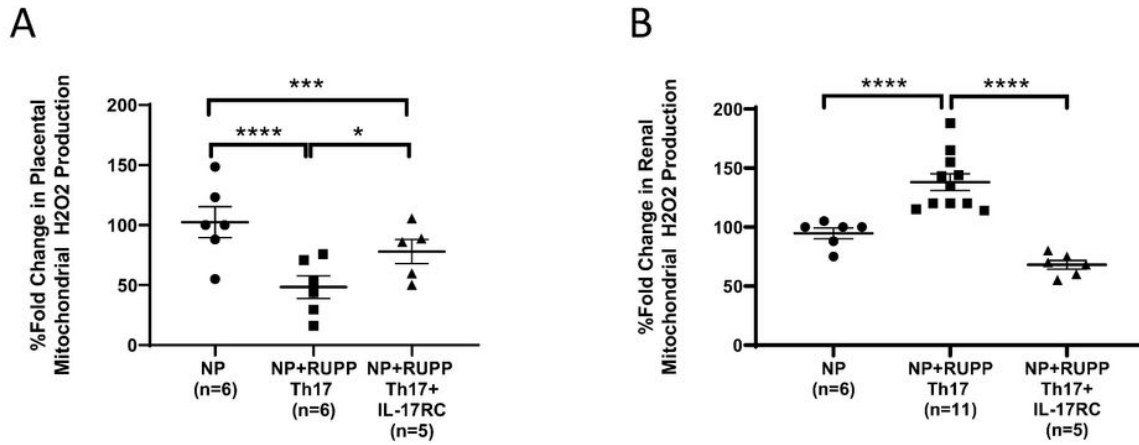 A
%Fold Change in Placental
Mitochondrial H2O2 Production
200
150
100
50
0
***
****
*
NP
(n=6)
NP+RUPP
Th17
(n=6)
NP+RUPP
Th17+
IL-17RC
(n=5)
B
%Fold Change in Renal
Mitochondrial H2O2 Production
200
150
100
50
0
****
****
NP
(n=6)
NP+RUPP
Th17
(n=11)
NP+RUPP
Th17+
IL-17RC
(n=5)